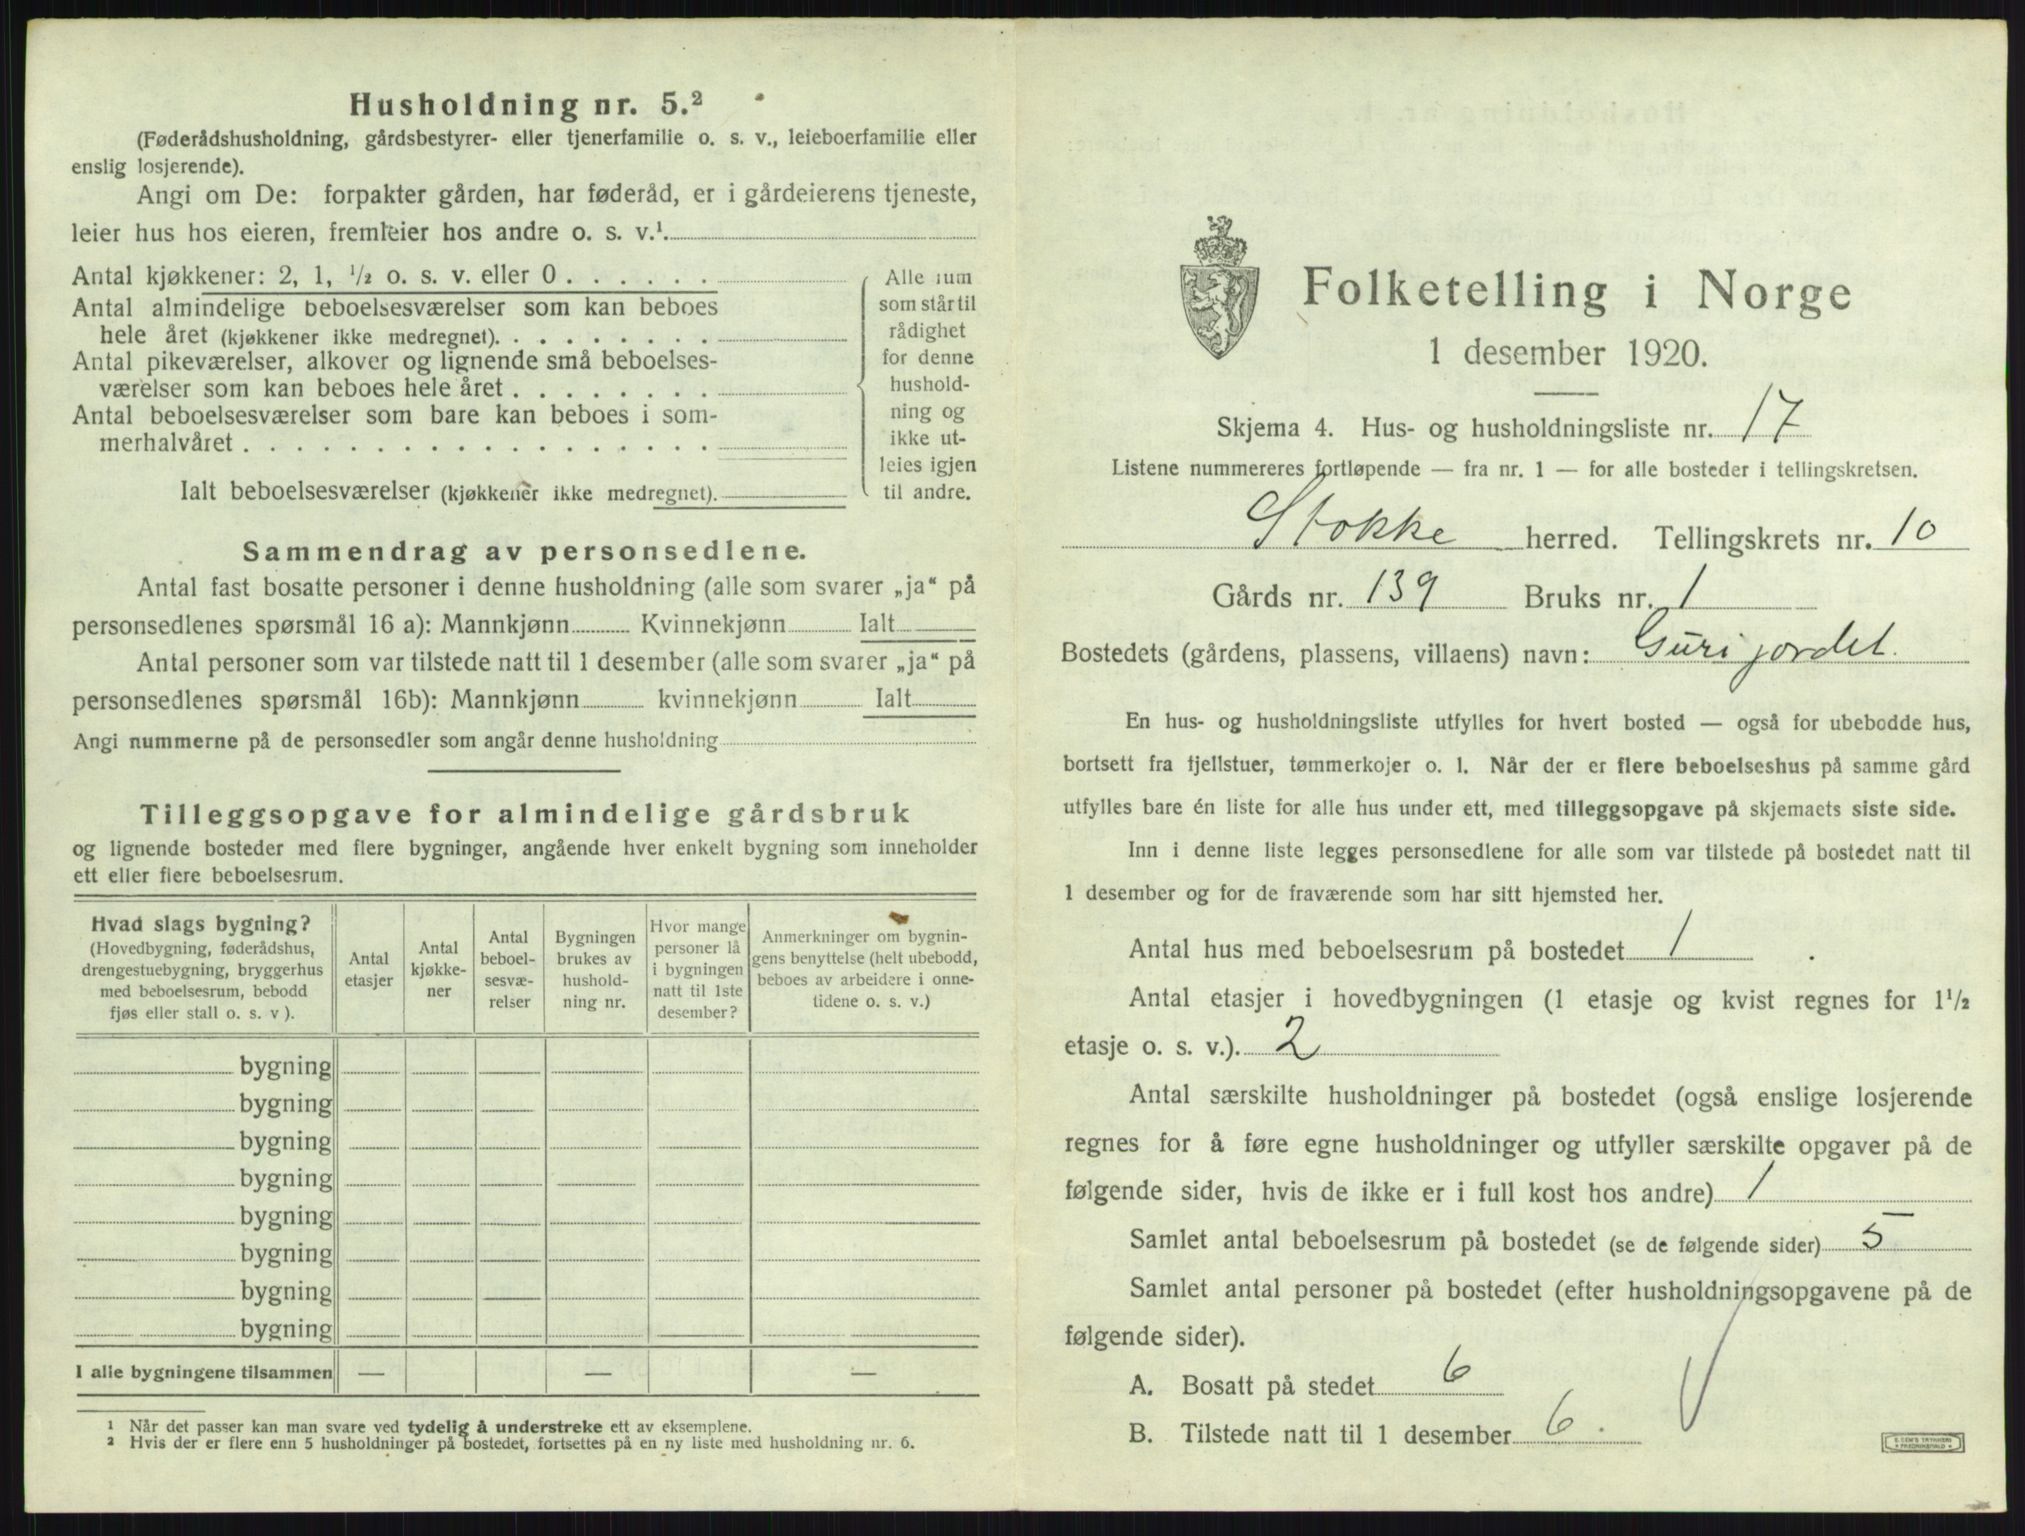 Husholdning nr. 5.²
(Føderådshusholdning, gårdsbestyrer- eller tjenerfamilie o. s. v., leieboerfamilie eller
enslig losjerende).
Angi om De: forpakter gården, har føderåd, er i gårdeierens tjeneste,
leier hus hos eieren, fremleier hos andre o. s. v.¹.
Antal kjøkkener: 2, 1, ½ o. s. v. eller 0 . . . . . .
Antal almindelige beboelsesværelser som kan beboes
hele året (kjøkkener ikke medregnet). . . . . . . . .
Antal pikeværelser, alkover og lignende små beboelses-
værelser som kan beboes hele året . . . . . . . .
Antal beboelsesværelser som bare kan beboes i som-
merhalvåret . . . . . . . . . . . . . . . . . .
Ialt beboelsesværelser (kjøkkener ikke medregnet).
Alle rum
som står til
rådighet
for denne
hushold-
ning og
ikke ut-
leies igjen
til andre.
Sammendrag av personsedlene.
Antal fast bosatte personer i denne husholdning (alle som svarer „ja“ på
personsedlenes spørsmål 16 a): Mannkjønn Kvinnekjønn Ialt
Antal personer som var tilstede natt til 1 desember (alle som svarer „ja“ på
personsedlenes spørsmål 16b): Mannkjønn kvinnekjønn Ialt
Angi nummerne på de personsedler som angår denne husholdning
Tilleggsopgave for almindelige gårdsbruk
og lignende bosteder med flere bygninger, angående hver enkelt bygning som inneholder
ett eller flere beboelsesrum.
Hvad slags bygning?
(Hovedbygning, føderådshus,
drengestuebygning, bryggerhus
med beboelsesrum, bebodd
fjøs eller stall o. s. v ).
Antal
etasjer
Antal
kjøkke-
ner
Antal
beboel-
sesvæ-
relser
Bygningen
brukes av
hushold-
ning nr.
Hvor mange
personer lå
i bygningen
natt til 1ste
desember?
Anmerkninger om bygnin-
gens benyttelse (helt ubebodd,
beboes av arbeidere i onne-
tidene o. s. v.)
bygning
bygning
bygning
bygning
bygning
bygning
bygning
bygning
I alle bygningene tilsammen — — —
¹ Når det passer kan man svare ved tydelig å understreke ett av eksemplene.
² Hvis der er flere enn 5 husholdninger på bostedet, fortsettes på en ny liste med husholdning nr. 6.
Folketelling i Norge
1 desember 1920.
Skjema 4. Hus- og husholdningsliste nr. 17
Listene nummereres fortløpende — fra nr. 1 — for alle bosteder i tellingskretsen.
Stokke herred. Tellingskrets nr. 10
Gårds nr. 139 Bruks nr. 1
Bostedets (gårdens, plassens, villaens) navn: Gurijordet.
En hus- og husholdningsliste utfylles for hvert bosted — også for ubebodde hus,
bortsett fra fjellstuer, tømmerkojer o. l. Når der er flere beboelseshus på samme gård
utfylles bare én liste for alle hus under ett, med tilleggsopgave på skjemaets siste side.
Inn i denne liste legges personsedlene for alle som var tilstede på bostedet natt til
1 desember og for de fraværende som har sitt hjemsted her.
Antal hus med beboelsesrum på bostedet 1 .
Antal etasjer i hovedbygningen (1 etasje og kvist regnes for 1½
etasje o. s. v.). 2
Antal særskilte husholdninger på bostedet (også enslige losjerende
regnes for å føre egne husholdninger og utfyller særskilte opgaver på de
følgende sider, hvis de ikke er i full kost hos andre) 1
Samlet antal beboelsesrum på bostedet (se de følgende sider) 5
Samlet antal personer på bostedet (efter husholdningsopgavene på de
følgende sider).
A. Bosatt på stedet 6
B. Tilstede natt til 1 desember 6.